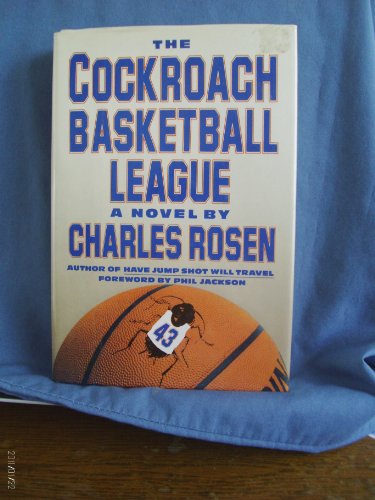 THE
COCKROACH
BASKETBALL
LEAGUE
A NOVEL BY
CHARLES ROSEN
AUTHOR OF HAVE JUMP SHOT WILL TRAVEL
FOREWORD BY PHIL JACKSON
43